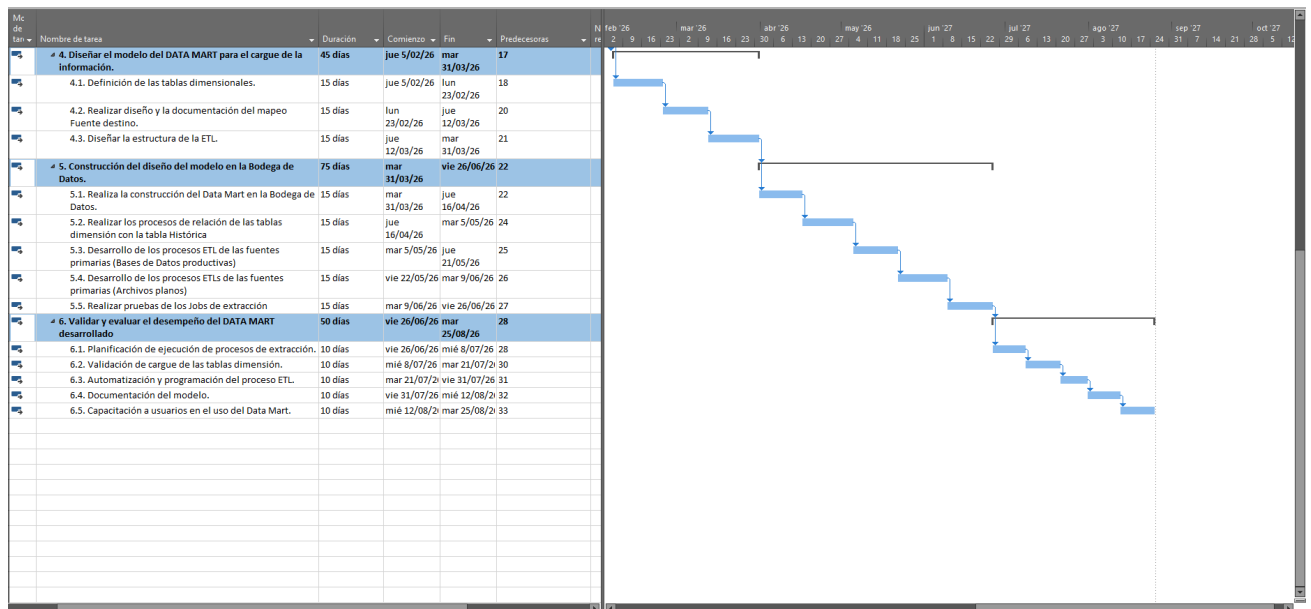 Mc
de
tan Nombre de tarea Duración Comienzo Fin Predecesoras N
re
feb '26 mar '26 abr '26 may '26 jun '27 jul '27 ago '27 sep '27 oct '27
2 9 16 23 2 9 16 23 30 6 13 20 27 4 11 18 25 1 8 15 22 29 6 13 20 27 3 10 17 24 31 7 14 21 28 5 12
4. Diseñar el modelo del DATA MART para el cargue de la 45 días jue 5/02/26 mar 17
información. 31/03/26
4.1. Definición de las tablas dimensionales. 15 días jue 5/02/26 lun 18
23/02/26
4.2. Realizar diseño y la documentación del mapeo 15 días lun jue 20
Fuente destino. 23/02/26 12/03/26
4.3. Diseñar la estructura de la ETL. 15 días jue mar 21
12/03/26 31/03/26
5. Construcción del diseño del modelo en la Bodega de 75 días mar vie 26/06/26 22
Datos. 31/03/26
5.1. Realiza la construcción del Data Mart en la Bodega de 15 días mar jue 22
Datos. 31/03/26 16/04/26
5.2. Realizar los procesos de relación de las tablas 15 días jue mar 5/05/26 24
dimensión con la tabla Histórica 16/04/26
5.3. Desarrollo de los procesos ETL de las fuentes 15 días mar 5/05/26 jue 25
primarias (Bases de Datos productivas) 21/05/26
5.4. Desarrollo de los procesos ETLs de las fuentes 15 días vie 22/05/26 mar 9/06/26 26
primarias (Archivos planos)
5.5. Realizar pruebas de los Jobs de extracción 15 días mar 9/06/26 vie 26/06/26 27
6. Validar y evaluar el desempeño del DATA MART 50 días vie 26/06/26 mar 28
desarrollado 25/08/26
6.1. Planificación de ejecución de procesos de extracción. 10 días vie 26/06/26 mié 8/07/26 28
6.2. Validación de cargue de las tablas dimensión. 10 días mié 8/07/26 mar 21/07/2 30
6.3. Automatización y programación del proceso ETL. 10 días mar 21/07/2 vie 31/07/26 31
6.4. Documentación del modelo. 10 días vie 31/07/26 mié 12/08/2 32
6.5. Capacitación a usuarios en el uso del Data Mart. 10 días mié 12/08/2 mar 25/08/2 33